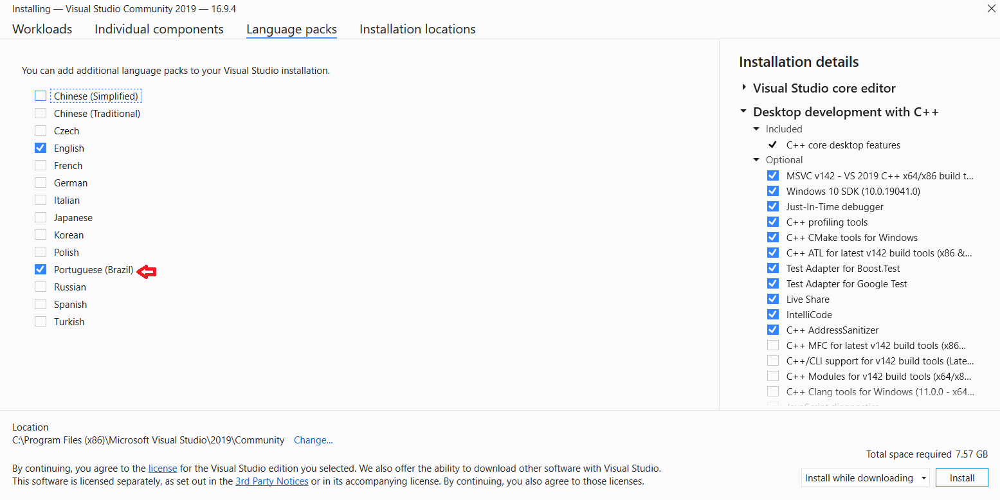 Installing — Visual Studio Community 2019 — 16.9.4
Workloads Individual components Language packs Installation locations
You can add additional language packs to your Visual Studio installation.
Chinese (Simplified)
Chinese (Traditional)
Czech
English
French
German
Italian
Japanese
Korean
Polish
Portuguese (Brazil)
Russian
Spanish
Turkish
Installation details
Visual Studio core editor
Desktop development with C++
Included
C++ core desktop features
Optional
MSVC v142 - VS 2019 C++ x64/x86 build t...
Windows 10 SDK (10.0.19041.0)
Just-In-Time debugger
C++ profiling tools
C++ CMake tools for Windows
C++ ATL for latest v142 build tools (x86 &...
Test Adapter for Boost.Test
Test Adapter for Google Test
Live Share
IntelliCode
C++ AddressSanitizer
C++ MFC for latest v142 build tools (x86...
C++/CLI support for v142 build tools (Late...
C++ Modules for v142 build tools (x64/x8...
C++ Clang tools for Windows (11.0.0 - x64...
JavaScript diagnostics
Location
C:\Program Files (x86)\Microsoft Visual Studio\2019\Community Change...
By continuing, you agree to the license for the Visual Studio edition you selected. We also offer the ability to download other software with Visual Studio.
This software is licensed separately, as set out in the 3rd Party Notices or in its accompanying license. By continuing, you also agree to those licenses.
Total space required 7.57 GB
Install while downloading Install